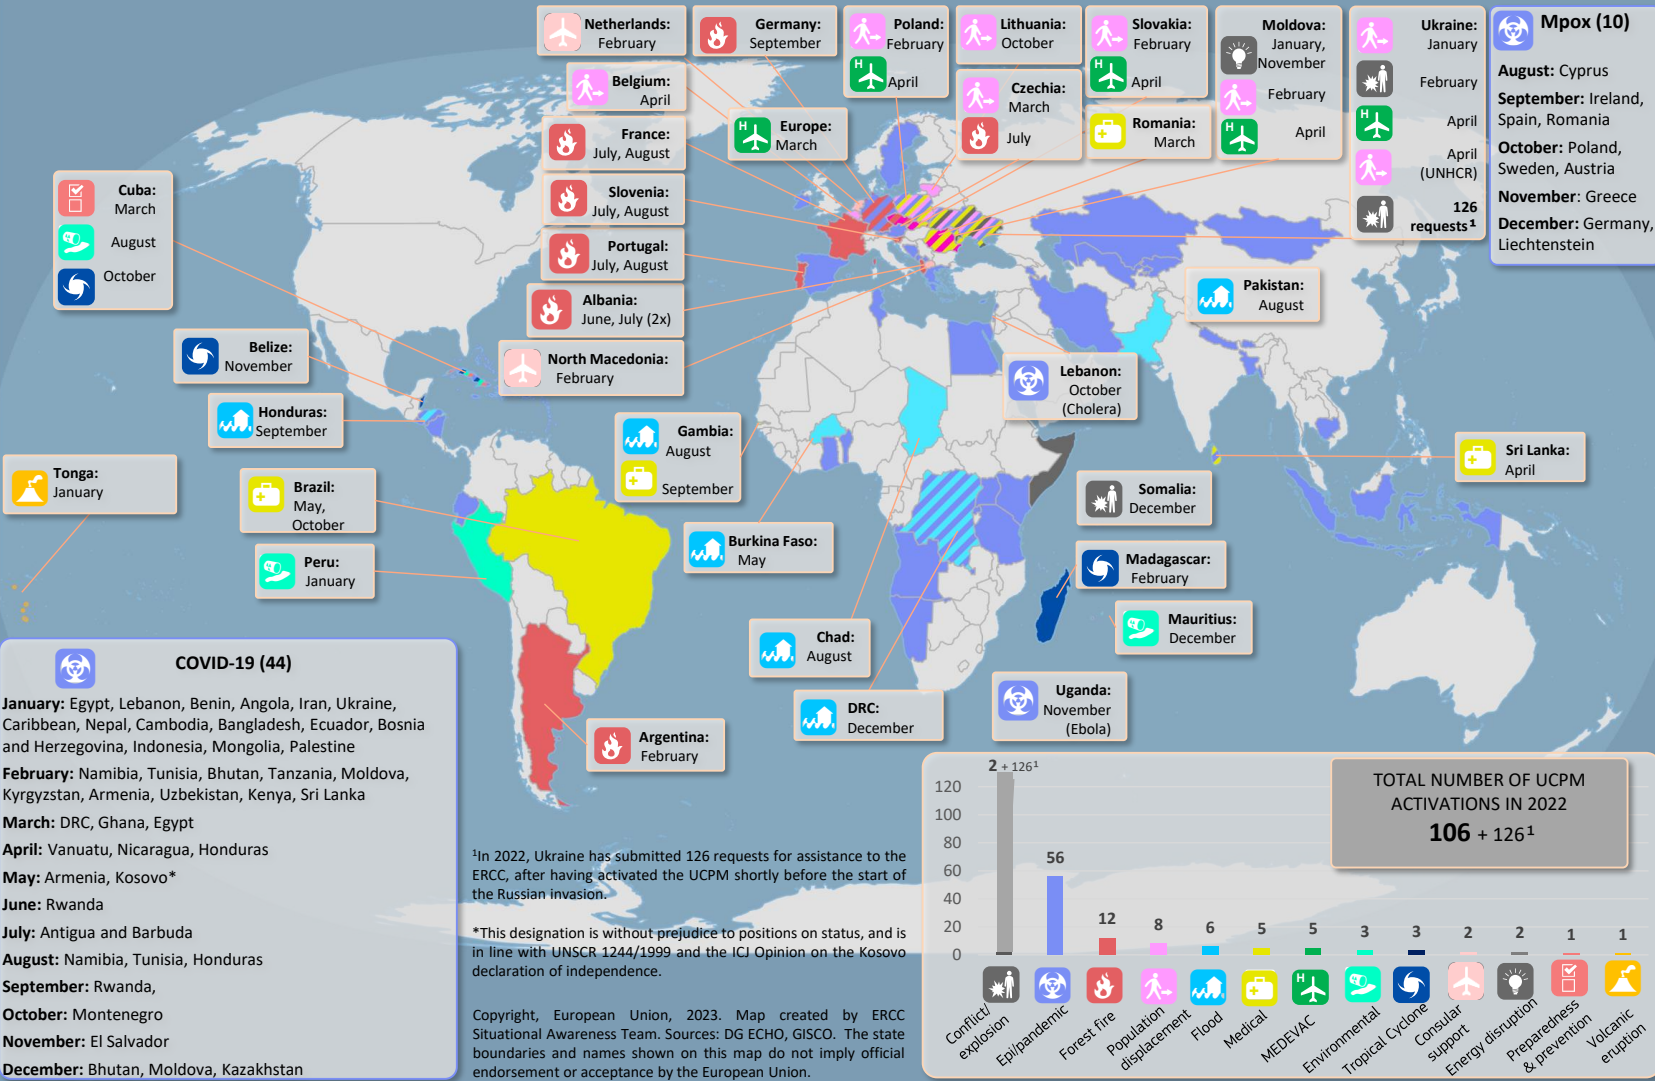 Netherlands:
February
Germany:
September
Poland:
February
April
Lithuania:
October
Slovakia:
February
April
Moldova:
January,
November
February
April
Ukraine:
January
February
April
April
(UNHCR)
126
requests¹
Mpox (10)
August: Cyprus
September: Ireland,
Spain, Romania
October: Poland,
Sweden, Austria
November: Greece
December: Germany,
Liechtenstein
Belgium:
April
Czechia:
March
July
France:
July, August
Europe:
March
Romania:
March
Slovenia:
July, August
Cuba:
March
August
October
Portugal:
July, August
Albania:
June, July (2x)
Pakistan:
August
Belize:
November
North Macedonia:
February
Lebanon:
October
(Cholera)
Honduras:
September
Gambia:
August
September
Sri Lanka:
April
Tonga:
January
Brazil:
May,
October
Somalia:
December
Burkina Faso:
May
Peru:
January
Madagascar:
February
Mauritius:
December
Chad:
August
Uganda:
November
(Ebola)
DRC:
December
Argentina:
February
COVID-19 (44)
January: Egypt, Lebanon, Benin, Angola, Iran, Ukraine,
Caribbean, Nepal, Cambodia, Bangladesh, Ecuador, Bosnia
and Herzegovina, Indonesia, Mongolia, Palestine
February: Namibia, Tunisia, Bhutan, Tanzania, Moldova,
Kyrgyzstan, Armenia, Uzbekistan, Kenya, Sri Lanka
March: DRC, Ghana, Egypt
April: Vanuatu, Nicaragua, Honduras
May: Armenia, Kosovo*
June: Rwanda
July: Antigua and Barbuda
August: Namibia, Tunisia, Honduras
September: Rwanda,
October: Montenegro
November: El Salvador
December: Bhutan, Moldova, Kazakhstan
¹In 2022, Ukraine has submitted 126 requests for assistance to the
ERCC, after having activated the UCPM shortly before the start of
the Russian invasion.
*This designation is without prejudice to positions on status, and is
in line with UNSCR 1244/1999 and the ICJ Opinion on the Kosovo
declaration of independence.
Copyright, European Union, 2023. Map created by ERCC
Situational Awareness Team. Sources: DG ECHO, GISCO. The state
boundaries and names shown on this map do not imply official
endorsement or acceptance by the European Union.
TOTAL NUMBER OF UCPM
ACTIVATIONS IN 2022
106 + 126¹
120
100
80
60
40
20
0
2 + 126¹
56
12
8
6
5
5
3
3
2
2
1
1
H
H
H
H
H
H
Conflict/
explosion
Epi/pandemic
Forest fire
Population
displacement
Flood
Medical
MEDEVAC
Environmental
Tropical Cyclone
Consular
support
Energy disruption
Preparedness
& prevention
Volcanic
eruption